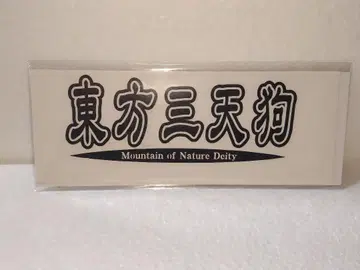 東方三天狗
Mountain of Nature Deity